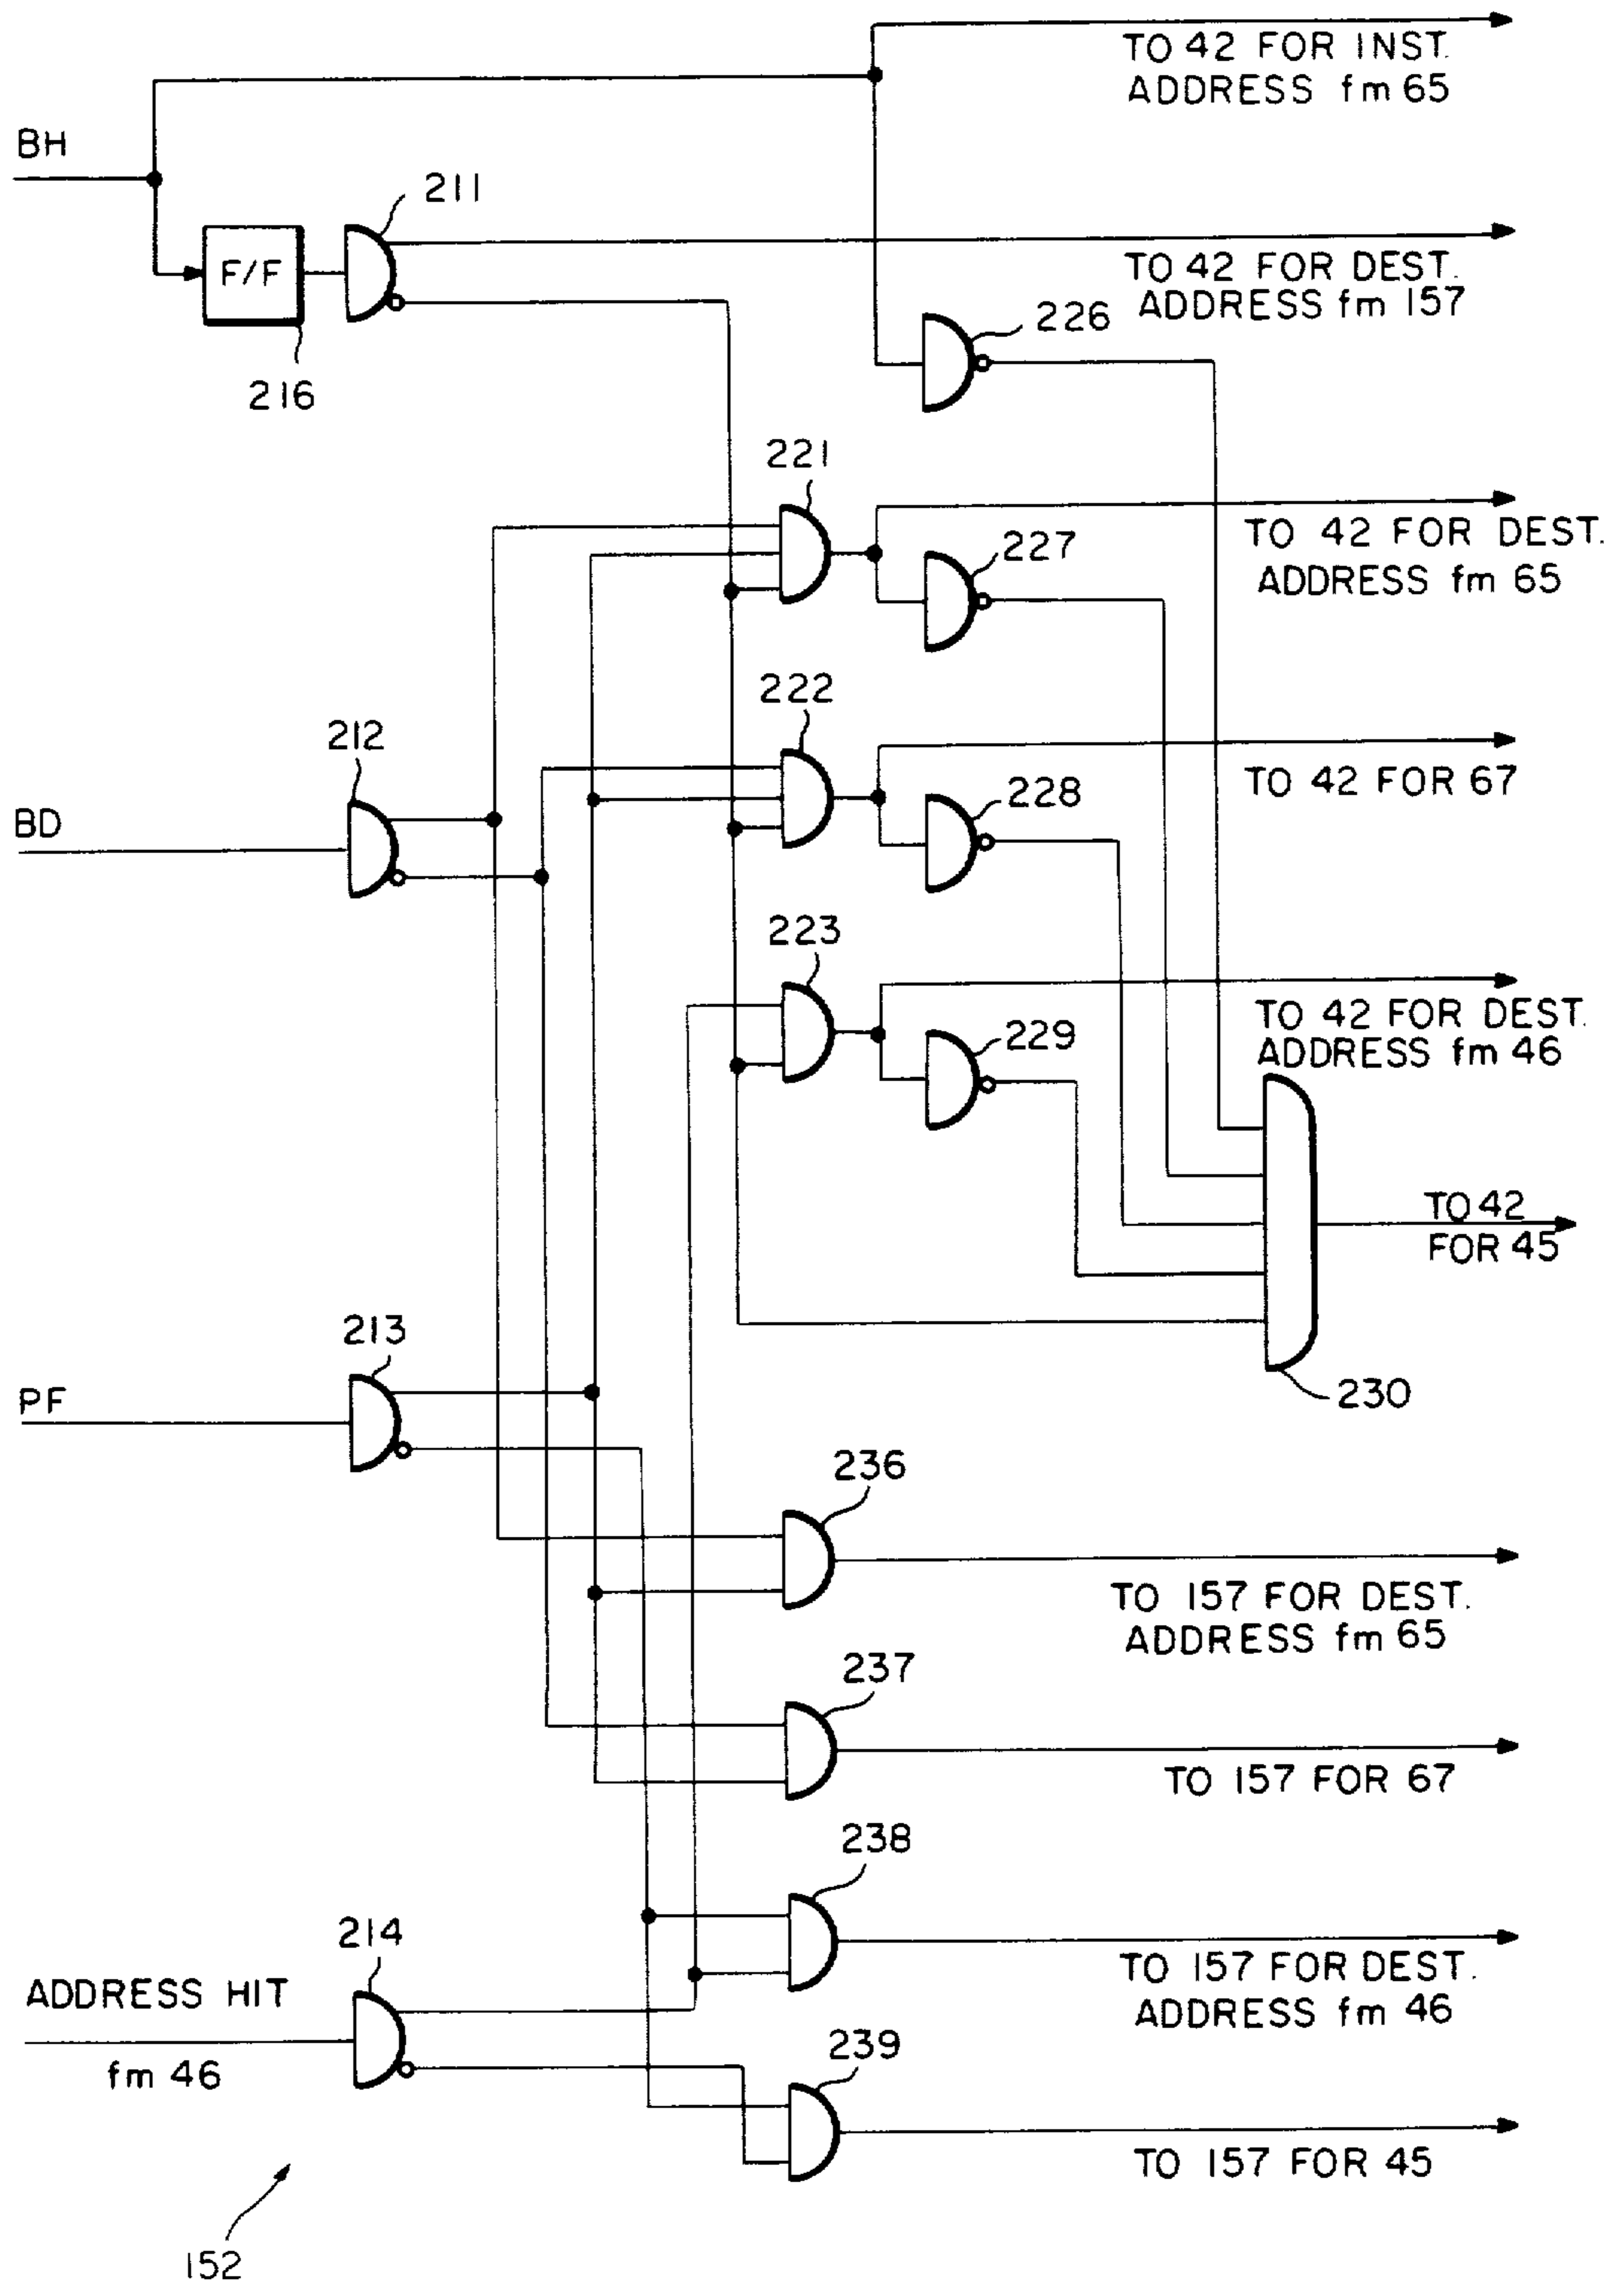 TO 42 FOR INST.
ADDRESS fm 65
BH
211
F/F
TO 42 FOR DEST.
ADDRESS fm 157
216
226
221
227
TO 42 FOR DEST.
ADDRESS fm 65
222
212
228
TO 42 FOR 67
BD
223
229
TO 42 FOR DEST.
ADDRESS fm 46
TO 42
FOR 45
213
230
PF
236
TO 157 FOR DEST.
ADDRESS fm 65
237
TO 157 FOR 67
238
214
TO 157 FOR DEST.
ADDRESS fm 46
ADDRESS HIT
fm 46
239
TO 157 FOR 45
152